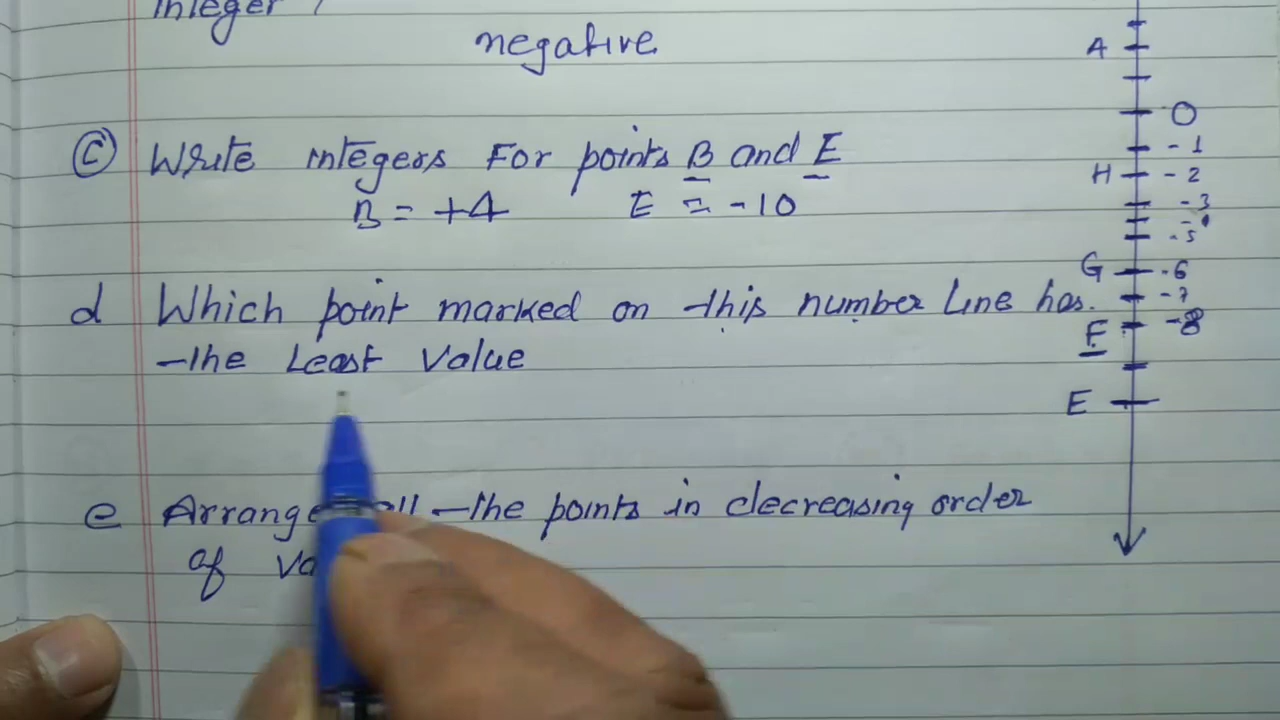 Integer
negative
A
0
c Write integers for points B and E
-1
H -2
B = +4 E = -10
-3
-5
G -6
d Which point marked on this number line has.
-7
F -8
the Least Value
E
e Arrange all the points in decreasing order
of